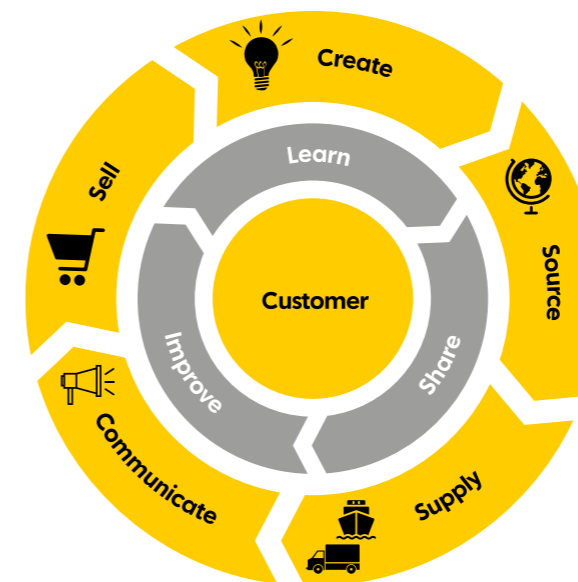 Create
Source
Supply
Communicate
Sell
Learn
Share
Improve
Customer